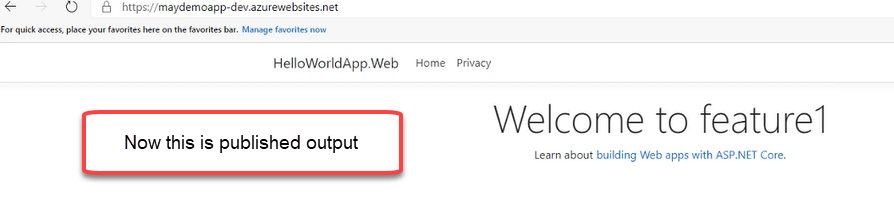 https://maydemoapp-dev.azurewebsites.net
For quick access, place your favorites here on the favorites bar. Manage favorites now
HelloWorldApp.Web Home Privacy
Now this is published output
Welcome to feature1
Learn about building Web apps with ASP.NET Core.